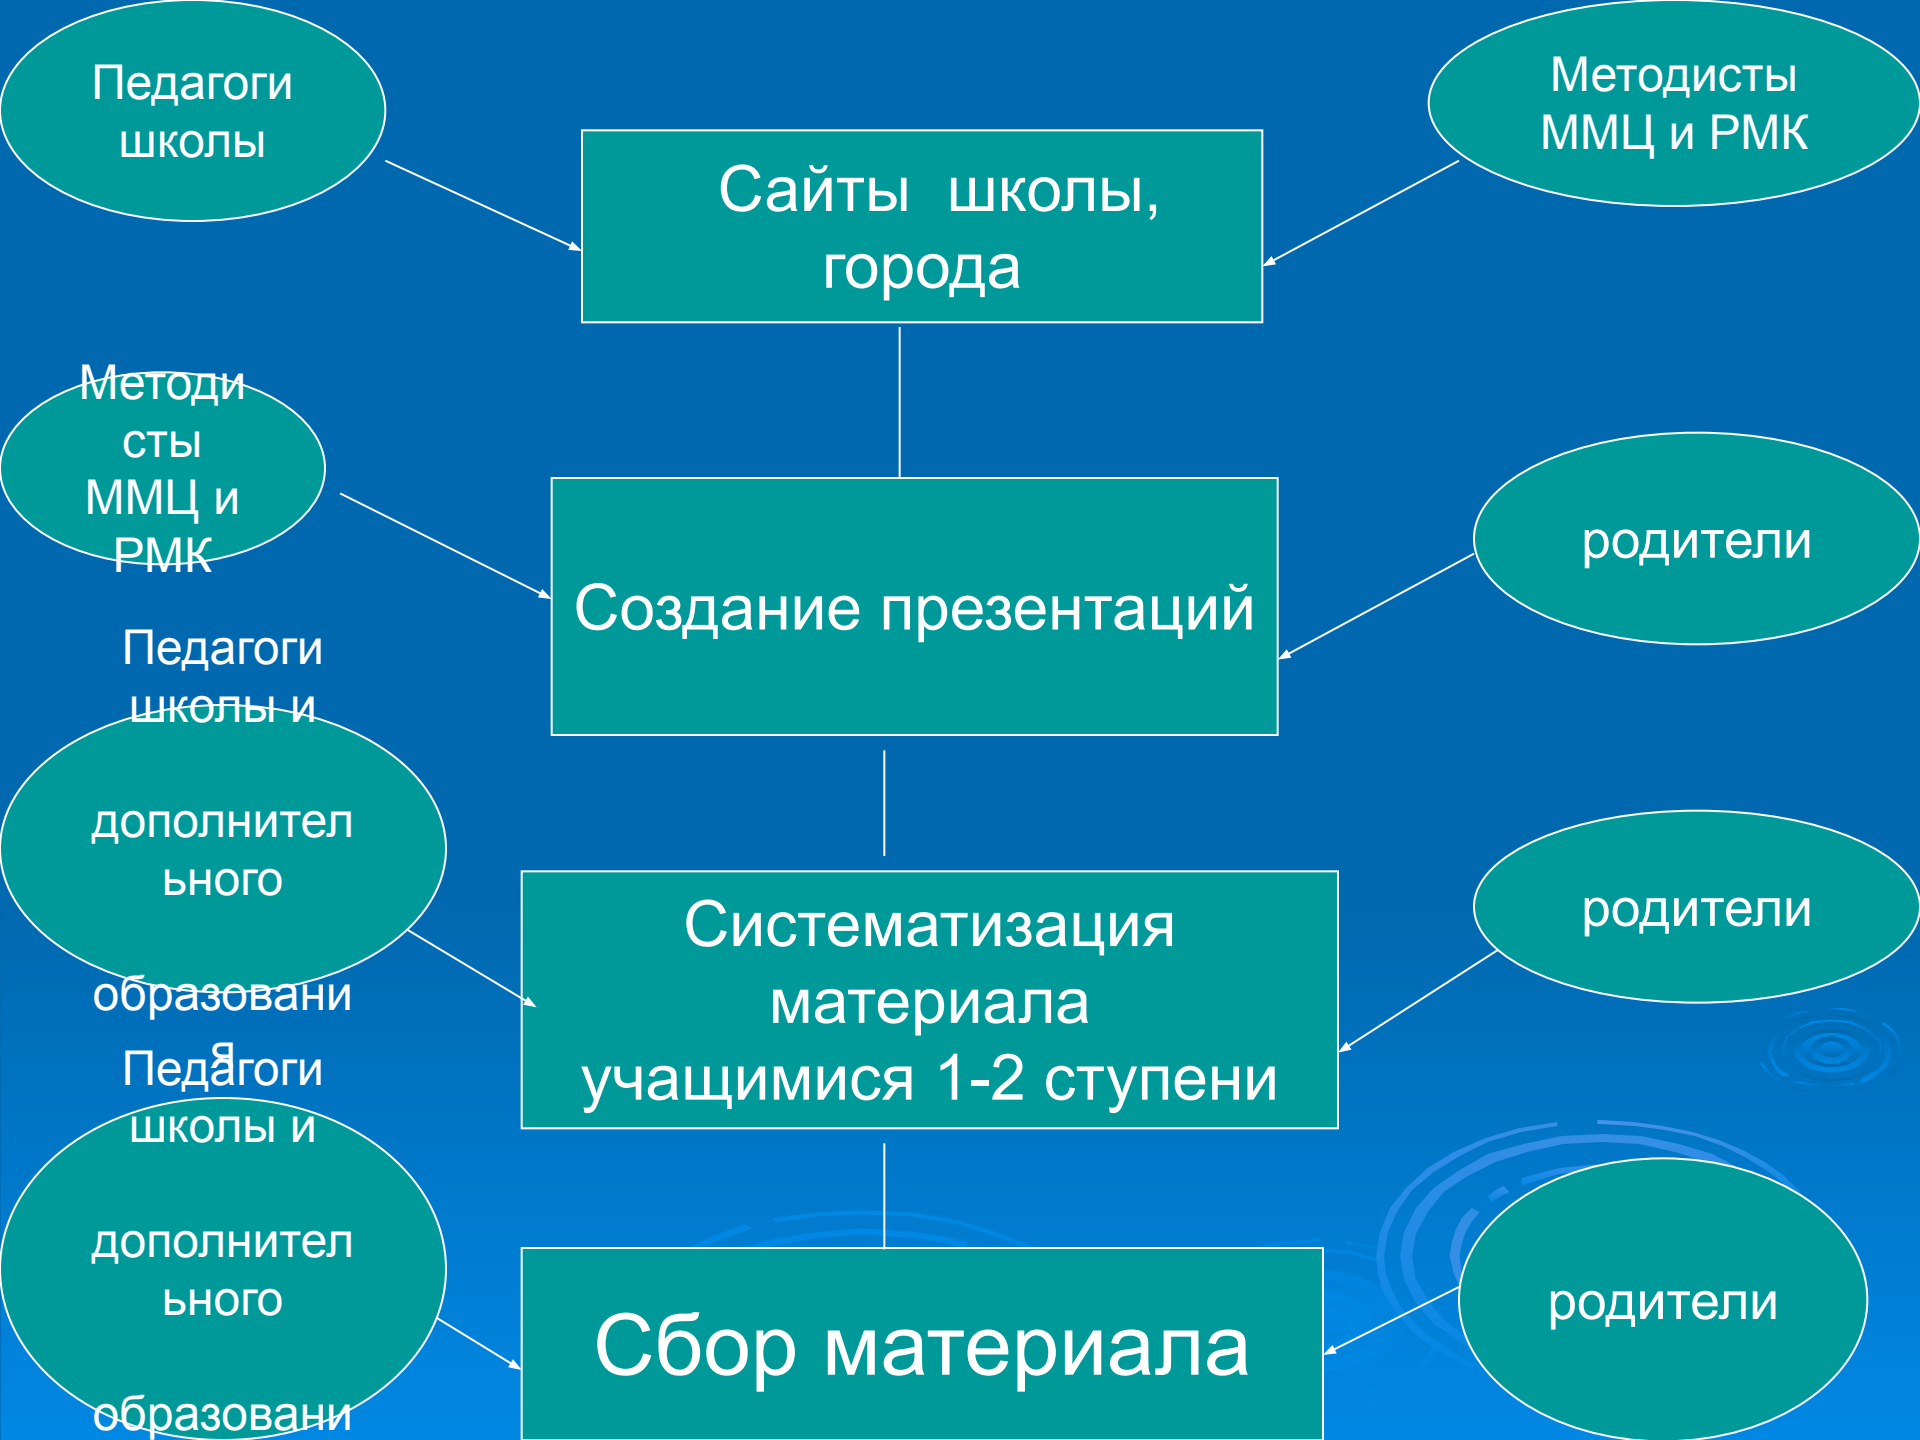 Педагоги
школы
Методисты
ММЦ и РМК
Сайты школы,
города
Методи
сты
ММЦ и
РМК
родители
Создание презентаций
Педагоги
школы и
дополнител
ьного
образовани
я
родители
Систематизация
материала
учащимися 1-2 ступени
Педагоги
школы и
дополнител
ьного
образовани
родители
Сбор материала